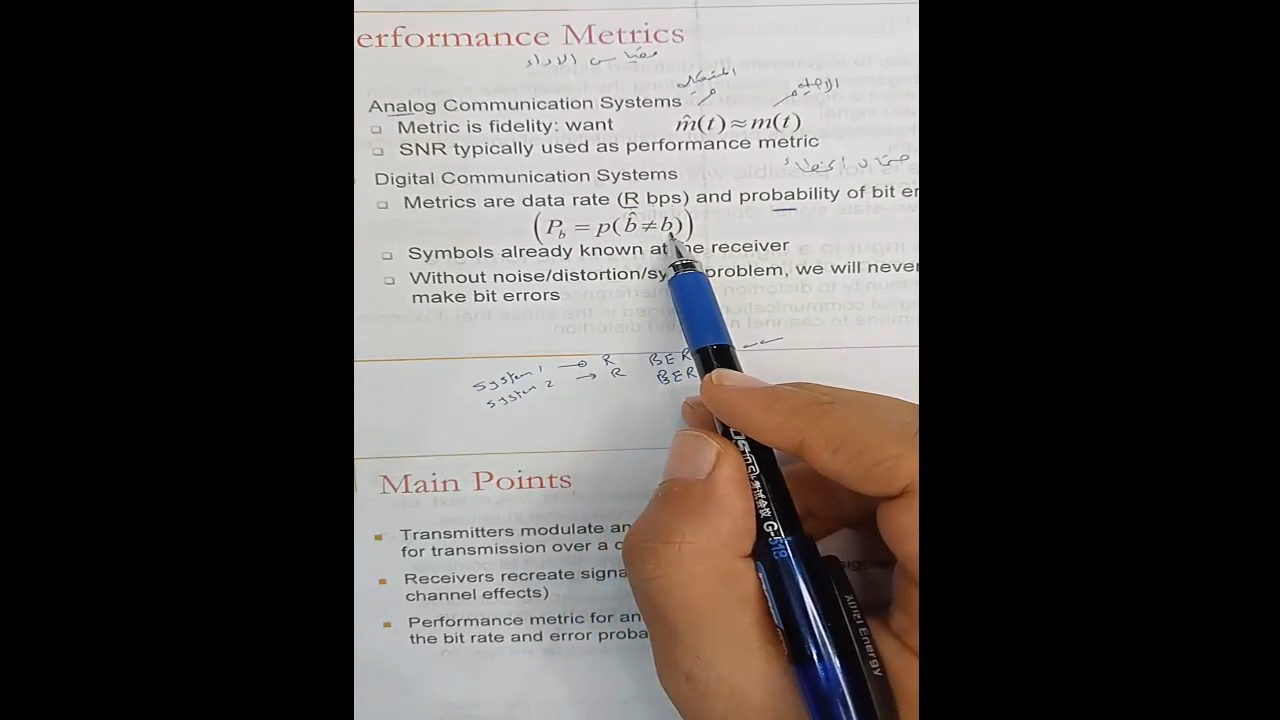 erformance Metrics
مقياس الاداء
Analog Communication Systems
Metric is fidelity: want m̂(t) ≈ m(t)
SNR typically used as performance metric
Digital Communication Systems
Metrics are data rate (R bps) and probability of bit er
(P_b = p(b̂ ≠ b))
Symbols already known at the receiver
Without noise/distortion/sy problem, we will never
make bit errors
System 1 → R BER
System 2 → R BER
Main Points
Transmitters modulate an
for transmission over a c
Receivers recreate signa
channel effects)
Performance metric for an
the bit rate and error proba
G-518